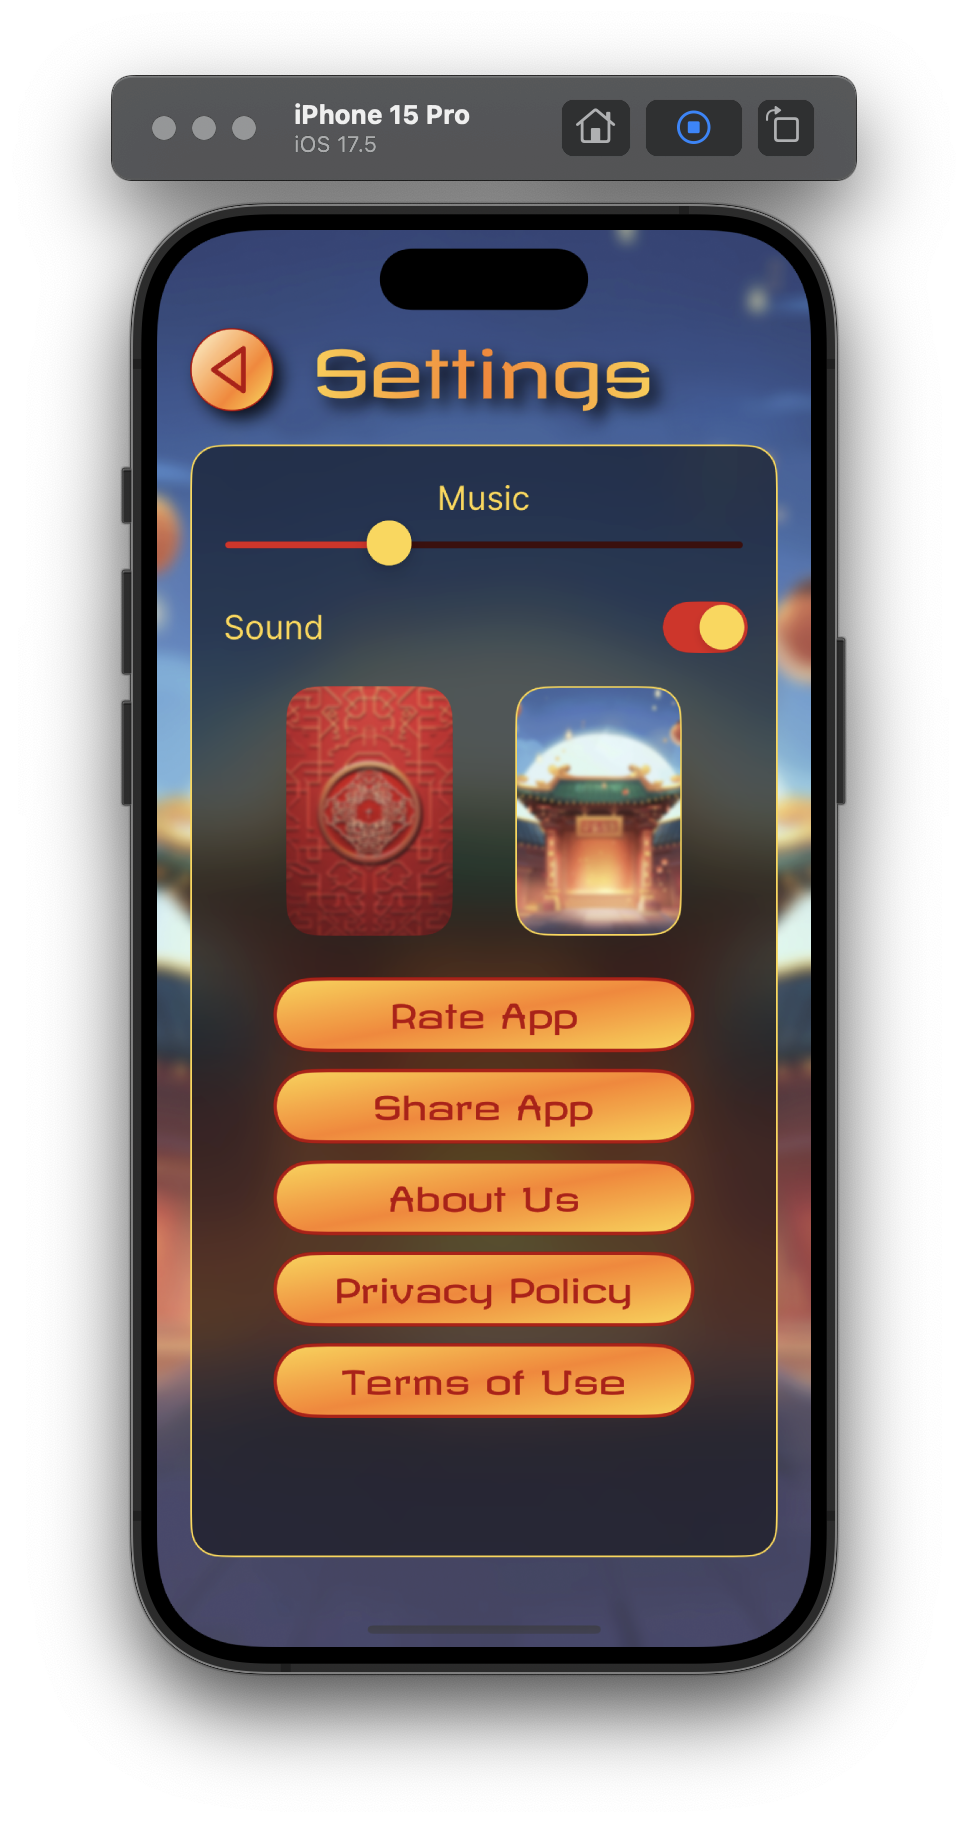 iPhone 15 Pro
iOS 17.5
Settings
Music
Sound
Rate App
Share App
About Us
Privacy Policy
Terms of Use